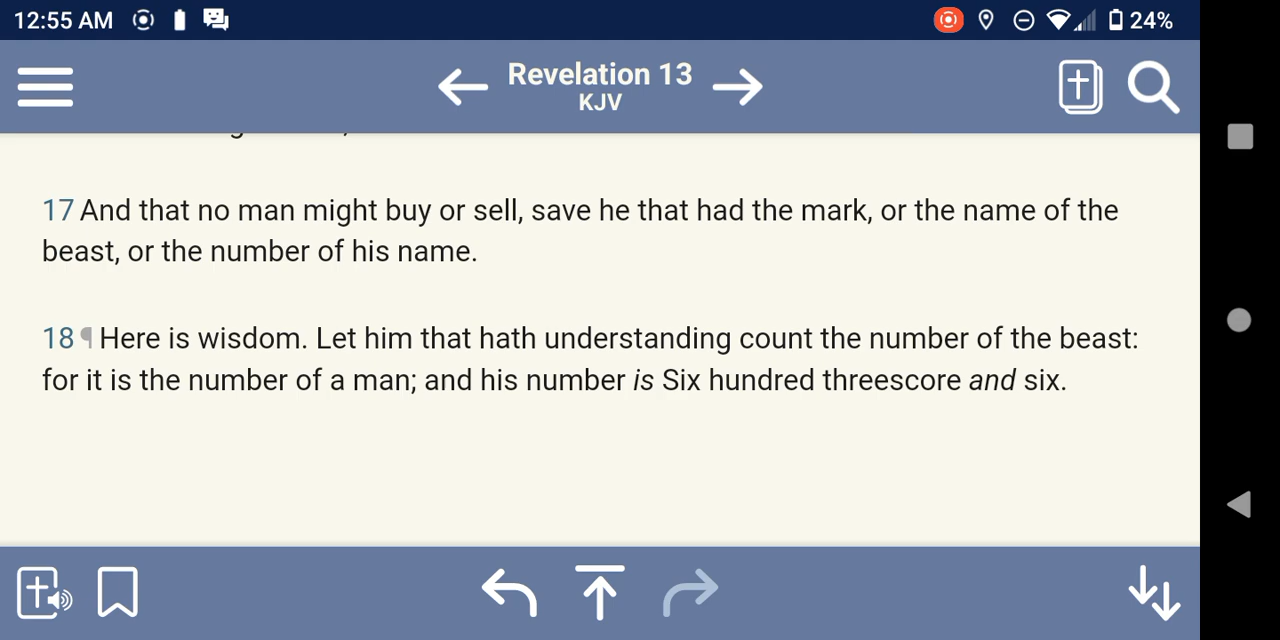 12:55 AM 24%
Revelation 13
KJV
17 And that no man might buy or sell, save he that had the mark, or the name of the
beast, or the number of his name.
18 ¶ Here is wisdom. Let him that hath understanding count the number of the beast:
for it is the number of a man; and his number is Six hundred threescore and six.